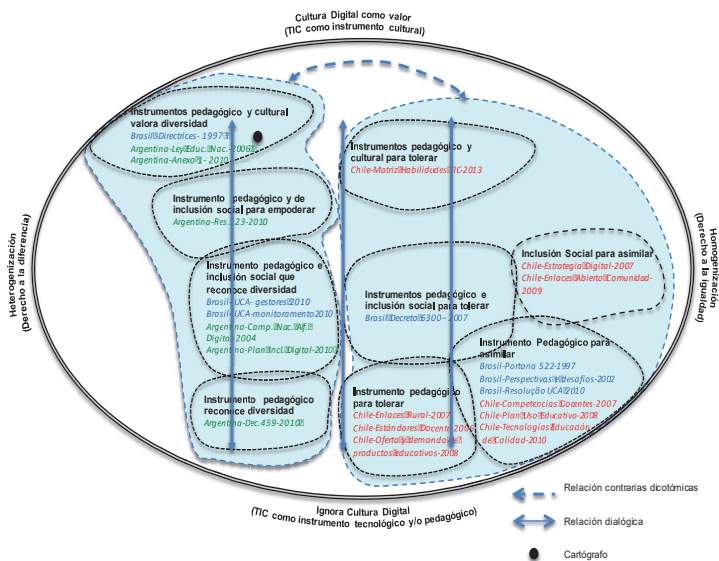 Cultura Digital como valor
(TIC como instrumento cultural)
Heterogenización
(Derecho a la diferencia)
Homogenización
(Derecho a la igualdad)
Instrumentos pedagógico y cultural
valora diversidad
Brasil Directrices- 1997
Argentina-Ley Educ. Nac.-2006
Argentina-Anexo 1- 2010
Instrumento pedagógico y de
inclusión social para empoderar
Argentina-Res. 123-2010
Instrumento pedagógico e
inclusión social que
reconoce diversidad
Brasil-UCA- gestores 2010
Brasil-UCA-monitoramento 2010
Argentina-Camp. Nac. Alf.
Digital-2004
Argentina-Plan Incl. Digital-2010
Instrumento pedagógico
reconoce diversidad
Argentina-Dec.459-2010
Instrumentos pedagógico y
cultural para tolerar
Chile-Matriz Habilidades TIC-2013
Instrumentos pedagógico e
inclusión social para tolerar
Brasil Decreto 6300– 2007
Inclusión Social para asimilar
Chile-Estrategia Digital-2007
Chile-Enlaces Abierto Comunidad-
2009
Instrumento pedagógico
para tolerar
Chile-Enlaces Rural-2007
Chile-Estándares Docente 2006
Chile-Oferta y demanda de
productos educativos-2008
Instrumento Pedagógico para
asimilar
Brasil-Portaria 522-1997
Brasil-Perspectivas e desafios-2002
Brasil-Resolução UCA 2010
Chile-Competencias Docentes-2007
Chile-Plan Uso Educativo-2008
Chile-Tecnologías Educación
de Calidad-2010
Ignora Cultura Digital
(TIC como instrumento tecnológico y/o pedagógico)
Relación contrarias dicotómicas
Relación dialógica
Cartógrafo